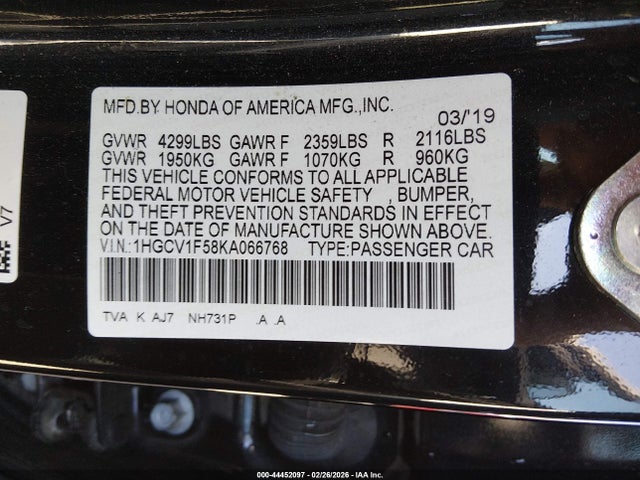 MFD.BY HONDA OF AMERICA MFG.,INC.
03/'19
GVWR 4299LBS GAWR F 2359LBS R 2116LBS
GVWR 1950KG GAWR F 1070KG R 960KG
THIS VEHICLE CONFORMS TO ALL APPLICABLE
FEDERAL MOTOR VEHICLE SAFETY , BUMPER,
AND THEFT PREVENTION STANDARDS IN EFFECT
ON THE DATE OF MANUFACTURE SHOWN ABOVE.
V.I.N.:1HGCV1F58KA066768 TYPE:PASSENGER CAR
TVA K AJ7 NH731P .A .A
V7
000-44452097 - 02/26/2026 - IAA Inc.